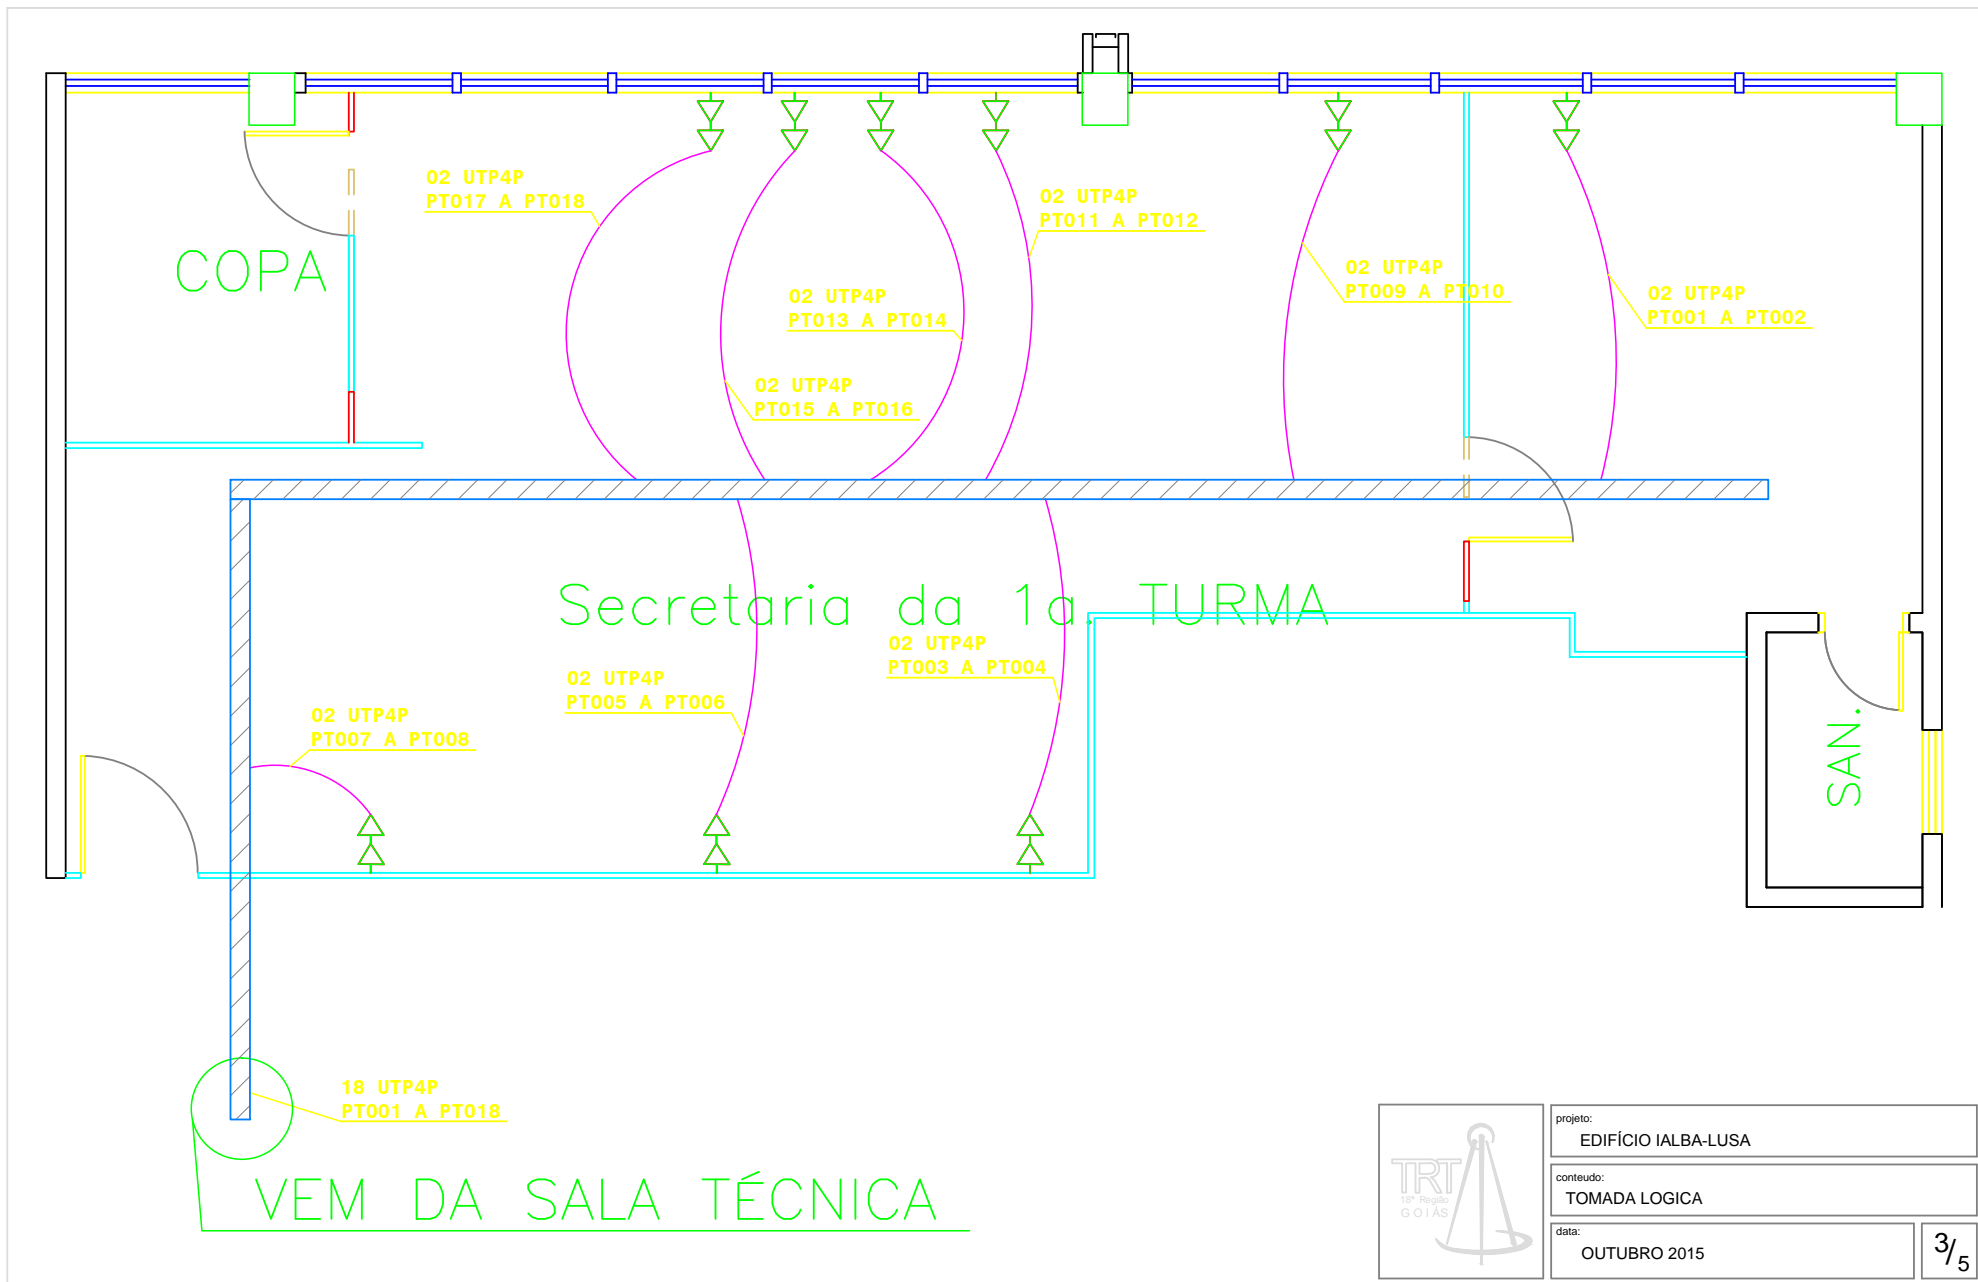 02 UTP4P
PT017 A PT018
02 UTP4P
PT011 A PT012
COPA
02 UTP4P
PT013 A PT014
02 UTP4P
PT009 A PT010
02 UTP4P
PT001 A PT002
02 UTP4P
PT015 A PT016
Secretaria da 1a. TURMA
02 UTP4P
PT003 A PT004
02 UTP4P
PT005 A PT006
02 UTP4P
PT007 A PT008
SAN.
18 UTP4P
PT001 A PT018
VEM DA SALA TÉCNICA
TRT
18ª Região
GOIÁS
projeto:
EDIFÍCIO IALBA-LUSA
conteudo:
TOMADA LOGICA
data:
OUTUBRO 2015
3/5